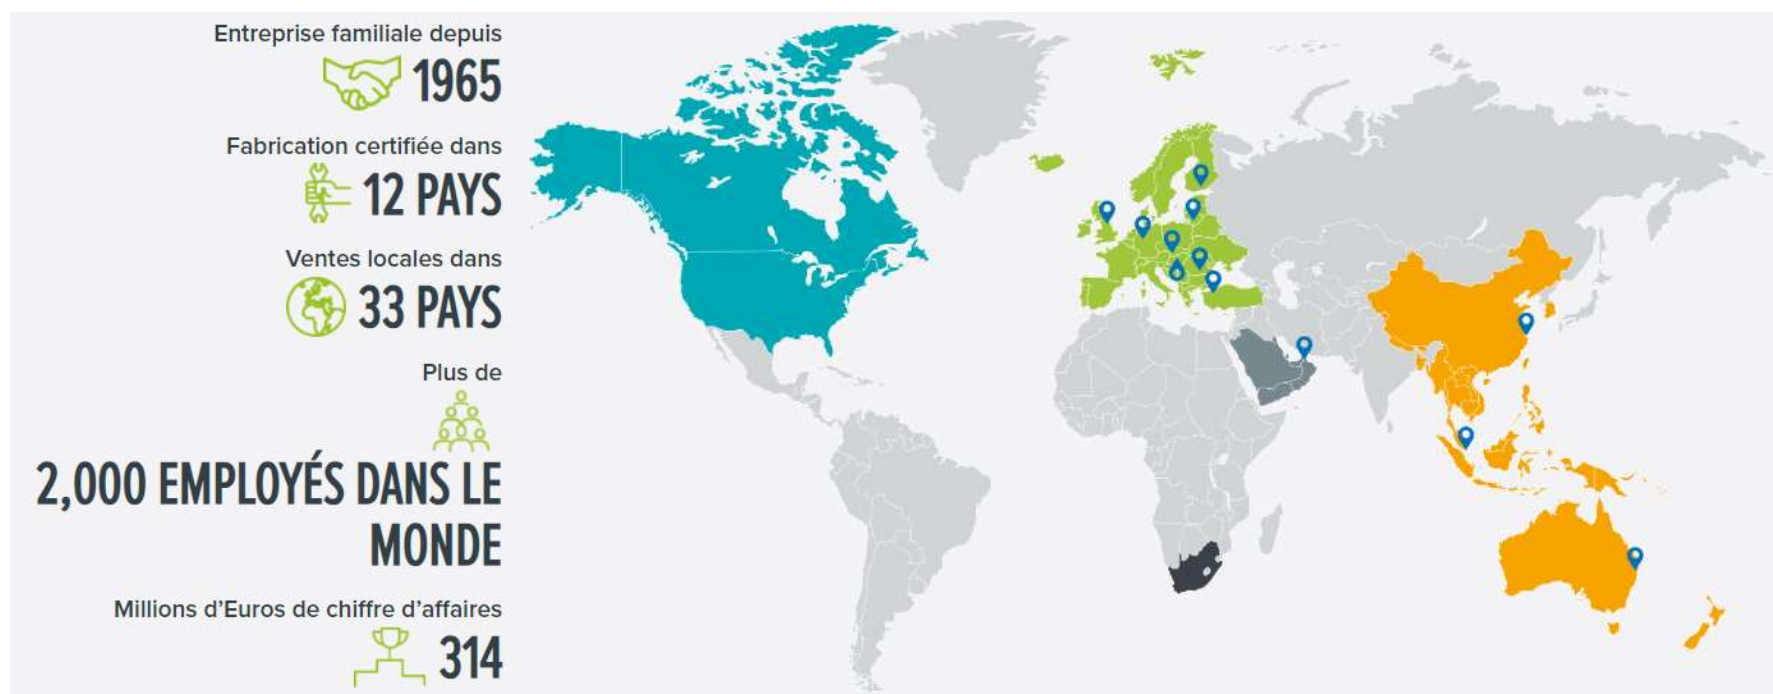 Entreprise familiale depuis
1965
Fabrication certifiée dans
12 PAYS
Ventes locales dans
33 PAYS
Plus de
2,000 EMPLOYÉS DANS LE
MONDE
Millions d'Euros de chiffre d'affaires
314